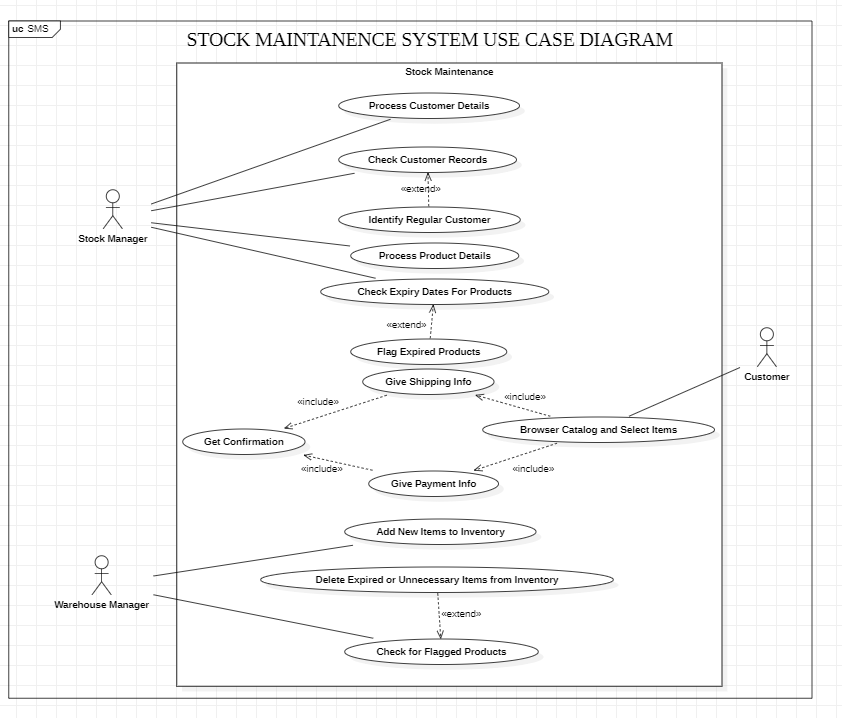 uc SMS
STOCK MAINTANENCE SYSTEM USE CASE DIAGRAM
Stock Maintenance
Process Customer Details
Check Customer Records
«extend»
Identify Regular Customer
Stock Manager
Process Product Details
Check Expiry Dates For Products
«extend»
Flag Expired Products
Give Shipping Info
Customer
«include»
«include»
Browser Catalog and Select Items
Get Confirmation
«include»
«include»
Give Payment Info
Add New Items to Inventory
Delete Expired or Unnecessary Items from Inventory
Warehouse Manager
«extend»
Check for Flagged Products